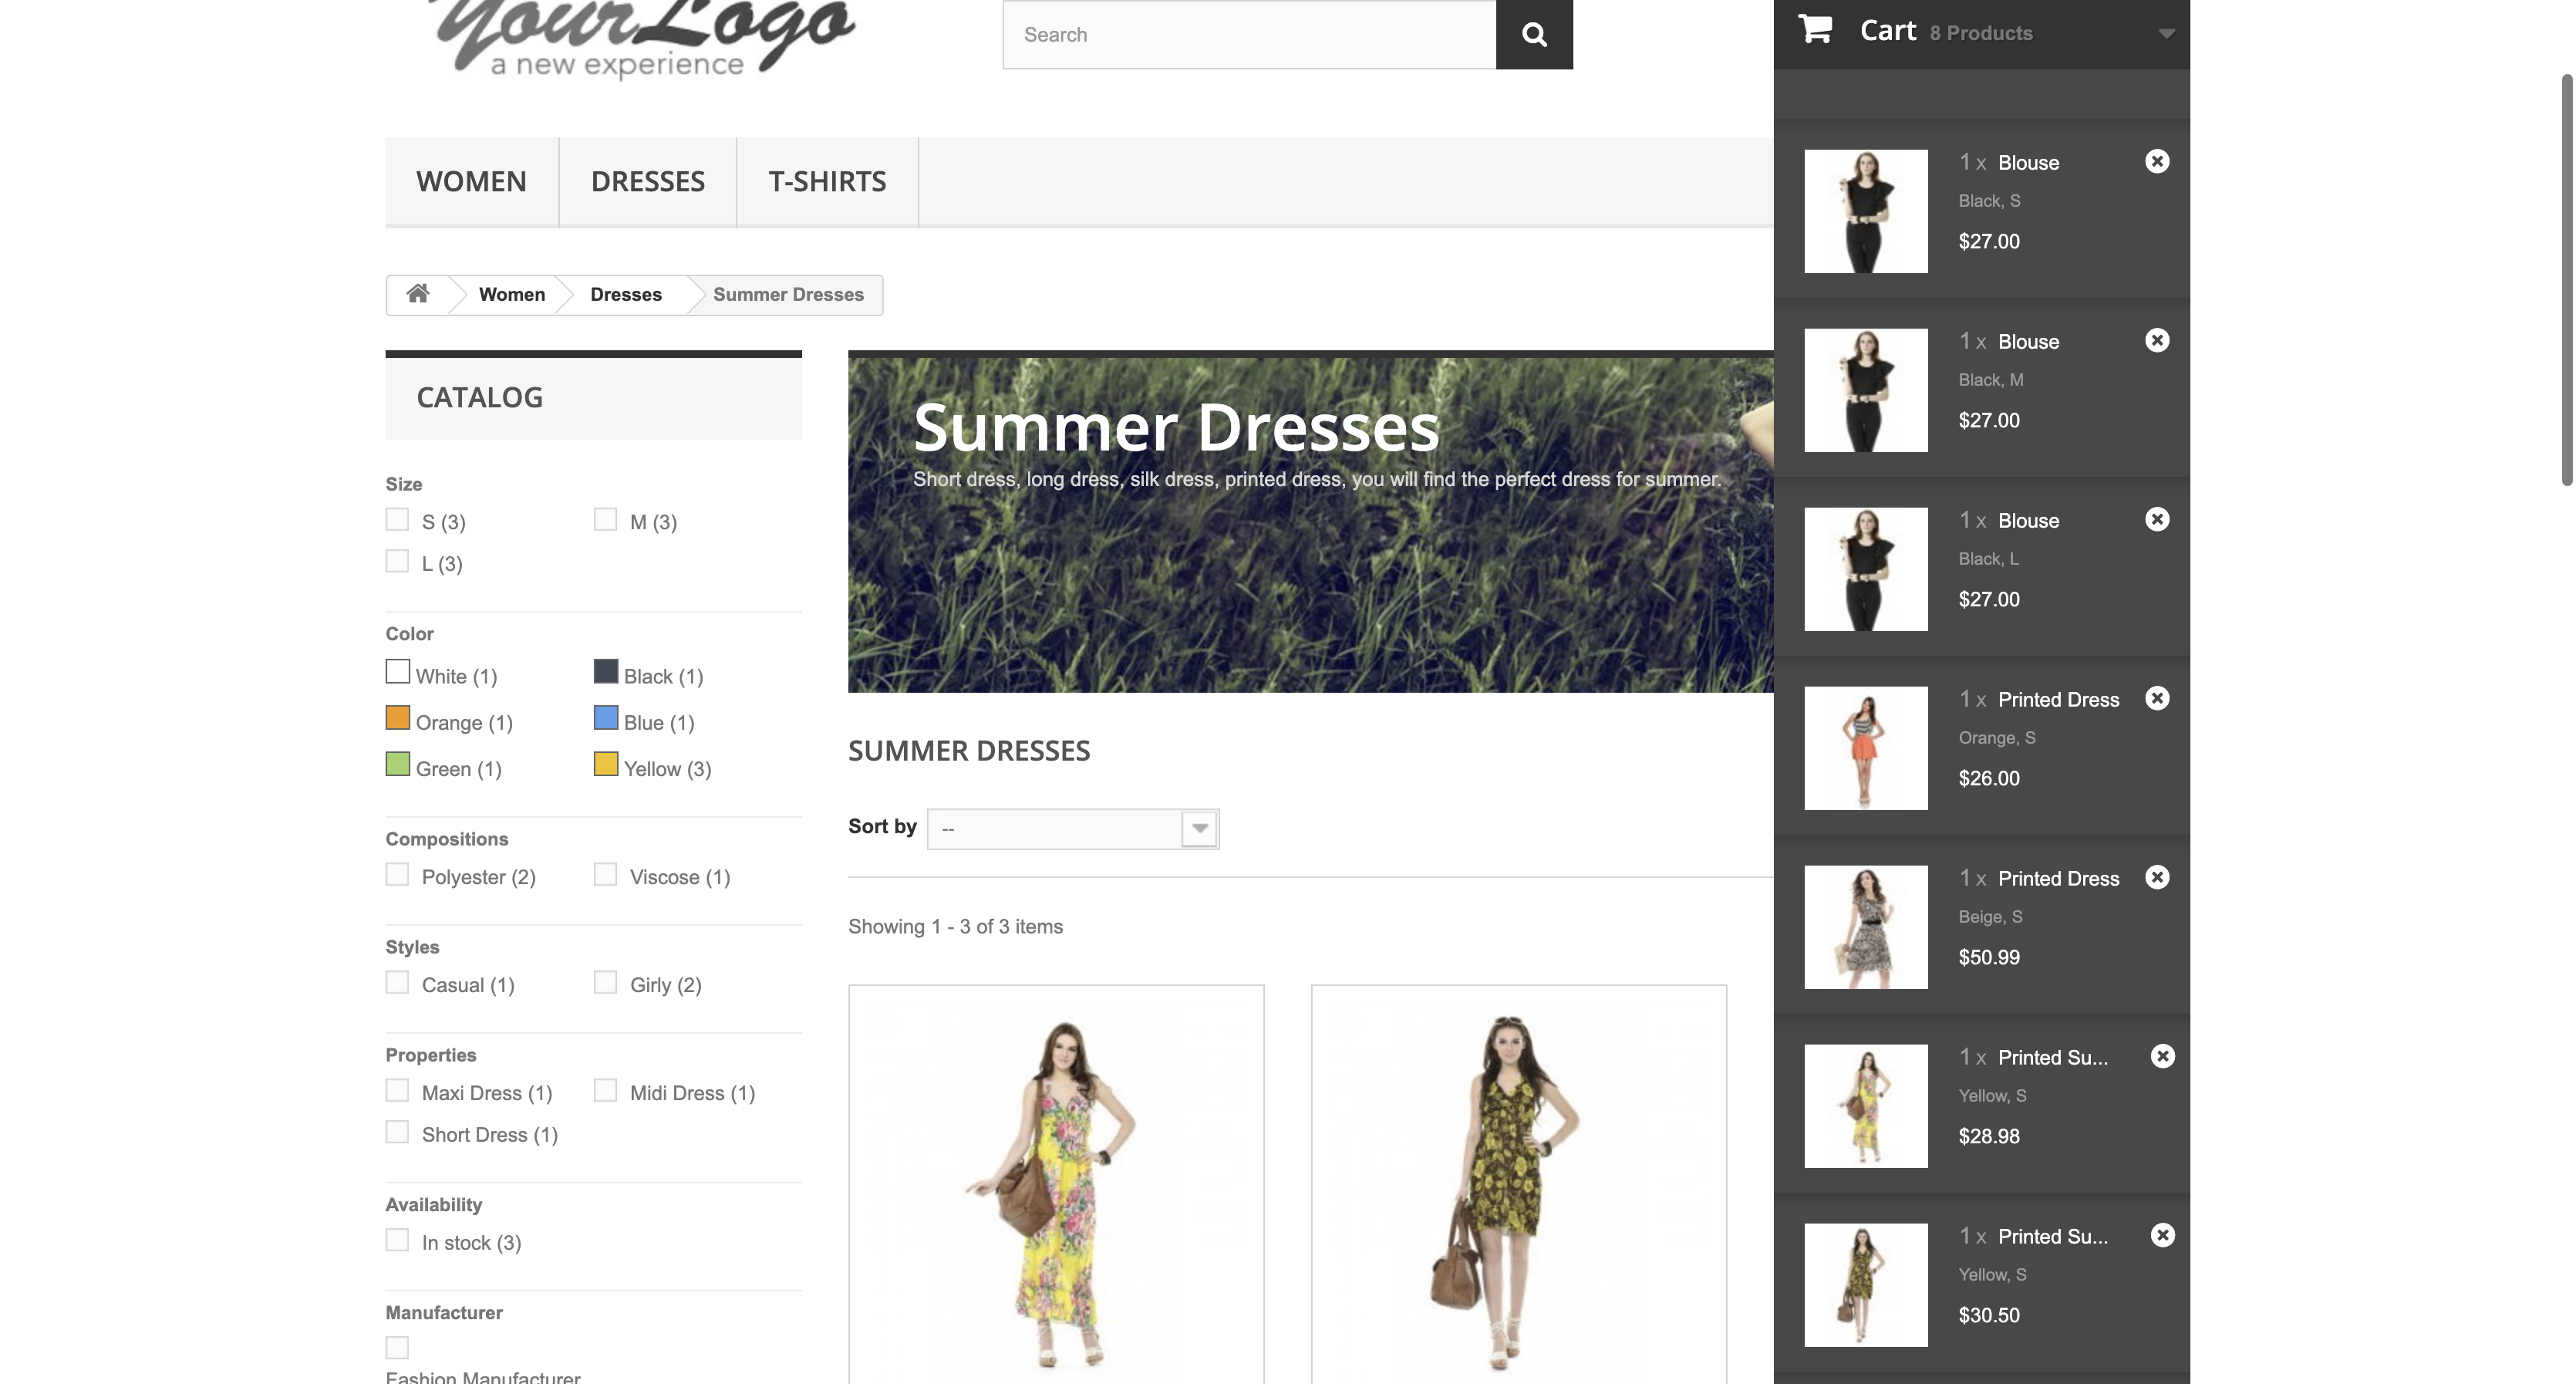 YourLogo
a new experience
Search
Cart 8 Products
WOMEN
DRESSES
T-SHIRTS
Women
Dresses
Summer Dresses
CATALOG
Size
S (3)
M (3)
L (3)
Color
White (1)
Black (1)
Orange (1)
Blue (1)
Green (1)
Yellow (3)
Compositions
Polyester (2)
Viscose (1)
Styles
Casual (1)
Girly (2)
Properties
Maxi Dress (1)
Midi Dress (1)
Short Dress (1)
Availability
In stock (3)
Manufacturer
Fashion Manufacturer
Summer Dresses
Short dress, long dress, silk dress, printed dress, you will find the perfect dress for summer.
SUMMER DRESSES
Sort by --
Showing 1 - 3 of 3 items
1 x Blouse
Black, S
$27.00
1 x Blouse
Black, M
$27.00
1 x Blouse
Black, L
$27.00
1 x Printed Dress
Orange, S
$26.00
1 x Printed Dress
Beige, S
$50.99
1 x Printed Su...
Yellow, S
$28.98
1 x Printed Su...
Yellow, S
$30.50